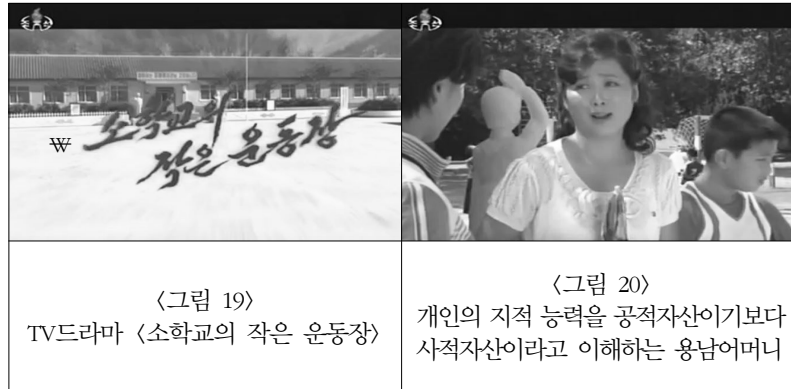 소학교의
₩ 작은 운동장
〈그림 19〉
TV드라마 〈소학교의 작은 운동장〉
〈그림 20〉
개인의 지적 능력을 공적자산이기보다
사적자산이라고 이해하는 용남어머니